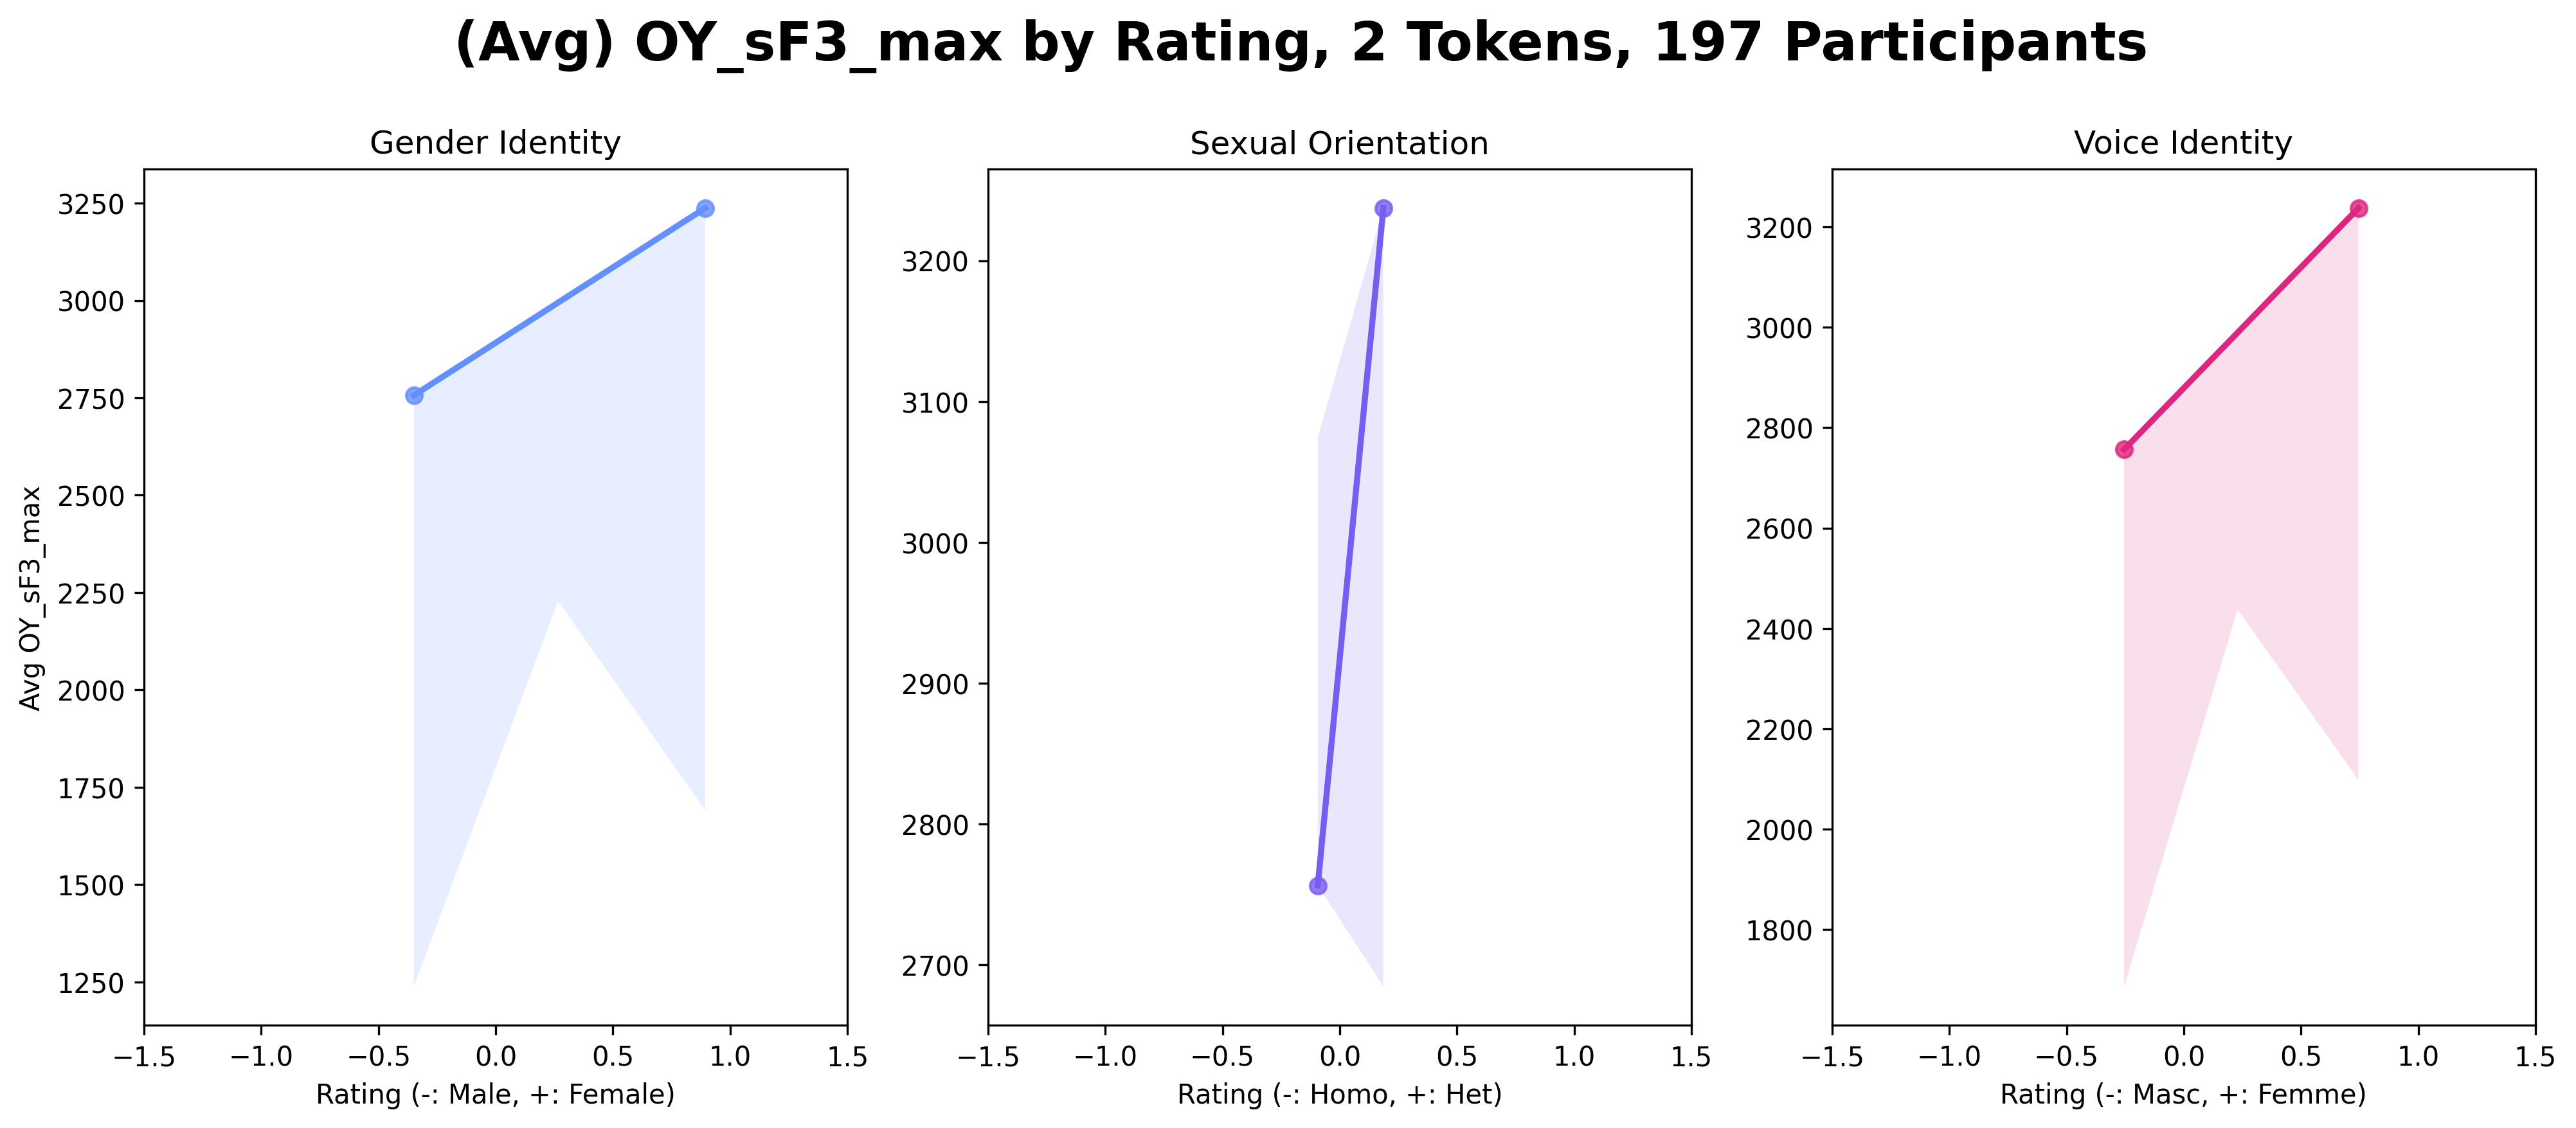 (Avg) OY_sF3_max by Rating, 2 Tokens, 197 Participants
Gender Identity
Sexual Orientation
Voice Identity
Avg OY_sF3_max
3250
3000
2750
2500
2250
2000
1750
1500
1250
−1.5 −1.0 −0.5 0.0 0.5 1.0 1.5
Rating (-: Male, +: Female)
3200
3100
3000
2900
2800
2700
−1.5 −1.0 −0.5 0.0 0.5 1.0 1.5
Rating (-: Homo, +: Het)
3200
3000
2800
2600
2400
2200
2000
1800
−1.5 −1.0 −0.5 0.0 0.5 1.0 1.5
Rating (-: Masc, +: Femme)